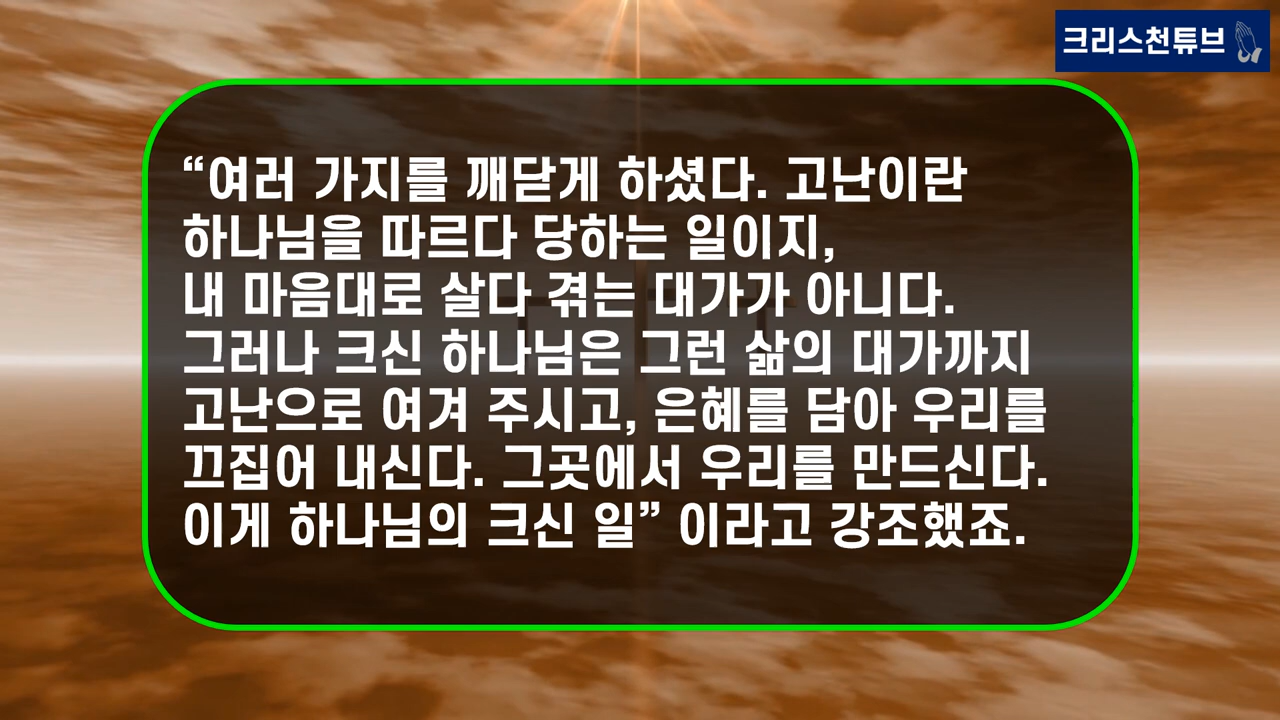 크리스천튜브
“여러 가지를 깨닫게 하셨다. 고난이란
하나님을 따르다 당하는 일이지,
내 마음대로 살다 겪는 대가가 아니다.
그러나 크신 하나님은 그런 삶의 대가까지
고난으로 여겨 주시고, 은혜를 담아 우리를
끄집어 내신다. 그곳에서 우리를 만드신다.
이게 하나님의 크신 일” 이라고 강조했죠.